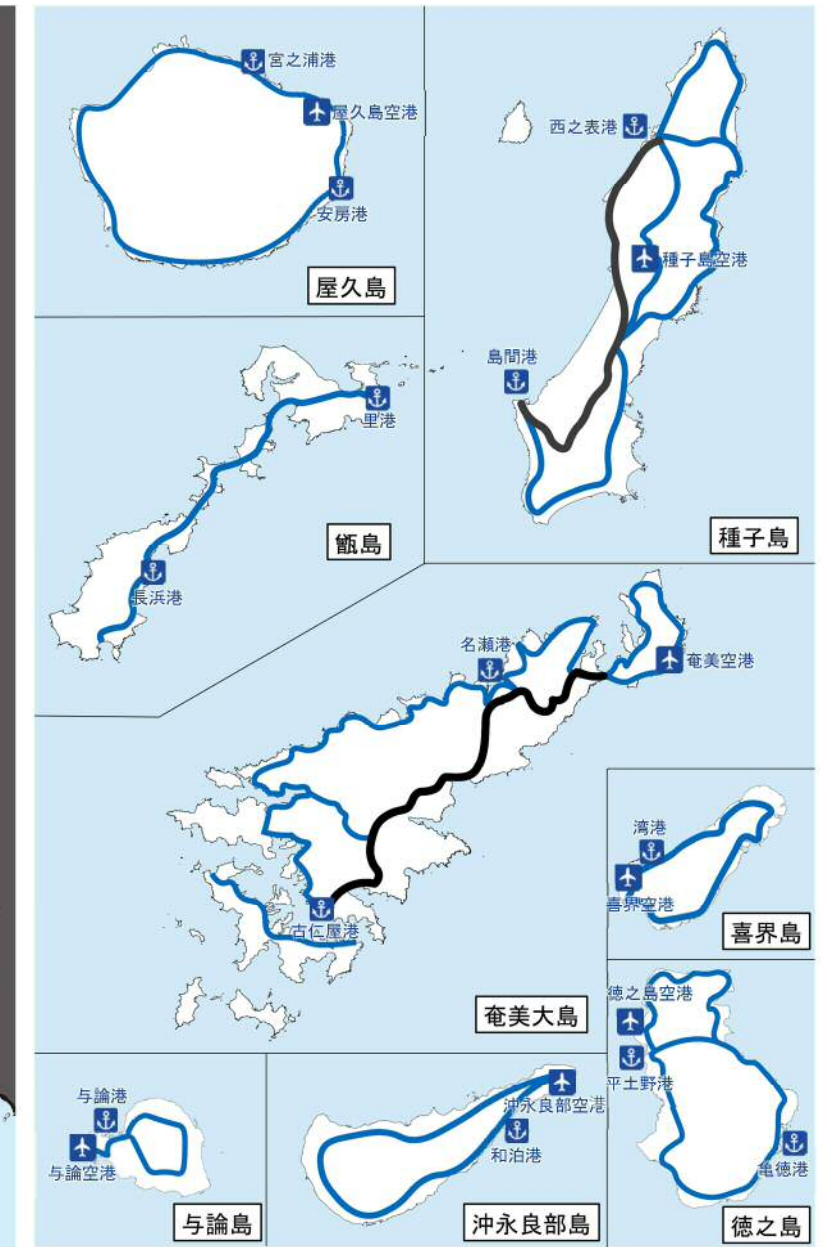 宮之浦港
屋久島空港
安房港
屋久島
西之表港
種子島空港
島間港
種子島
里港
長浜港
甑島
名瀬港
奄美空港
古仁屋港
奄美大島
湾港
喜界空港
喜界島
徳之島空港
平土野港
亀徳港
徳之島
与論港
与論空港
与論島
沖永良部空港
和泊港
沖永良部島